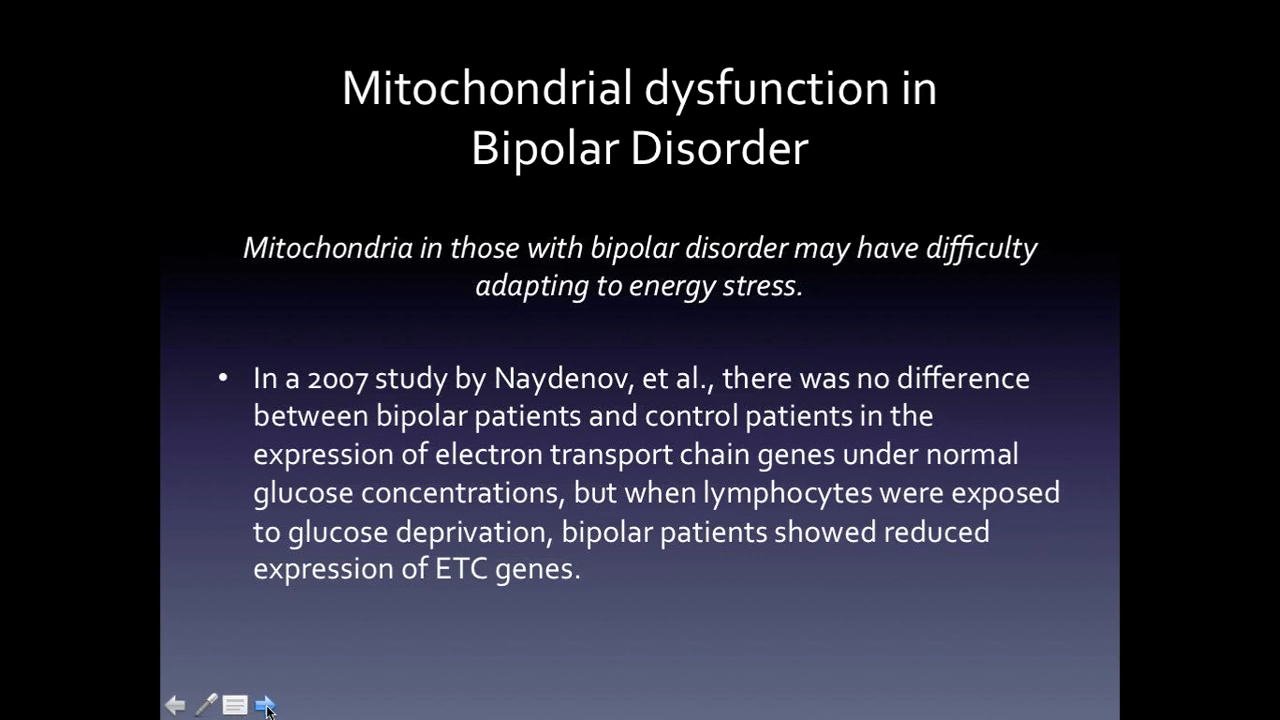 Mitochondrial dysfunction in
Bipolar Disorder
Mitochondria in those with bipolar disorder may have difficulty
adapting to energy stress.
• In a 2007 study by Naydenov, et al., there was no difference
between bipolar patients and control patients in the
expression of electron transport chain genes under normal
glucose concentrations, but when lymphocytes were exposed
to glucose deprivation, bipolar patients showed reduced
expression of ETC genes.